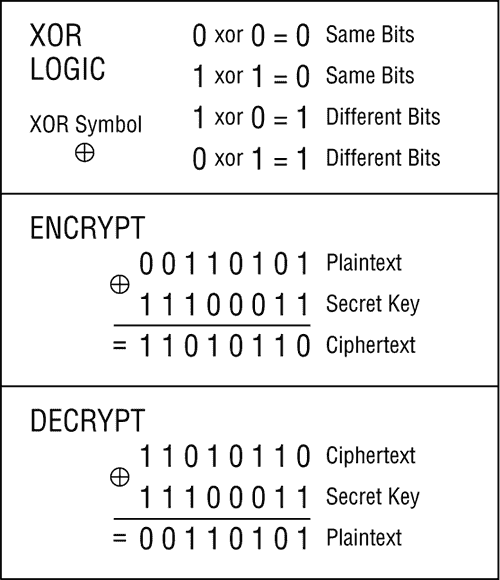 XOR
LOGIC
XOR Symbol
⊕
0 xor 0 = 0 Same Bits
1 xor 1 = 0 Same Bits
1 xor 0 = 1 Different Bits
0 xor 1 = 1 Different Bits
ENCRYPT
0 0 1 1 0 1 0 1 Plaintext
⊕
1 1 1 0 0 0 1 1 Secret Key
= 1 1 0 1 0 1 1 0 Ciphertext
DECRYPT
1 1 0 1 0 1 1 0 Ciphertext
⊕
1 1 1 0 0 0 1 1 Secret Key
= 0 0 1 1 0 1 0 1 Plaintext